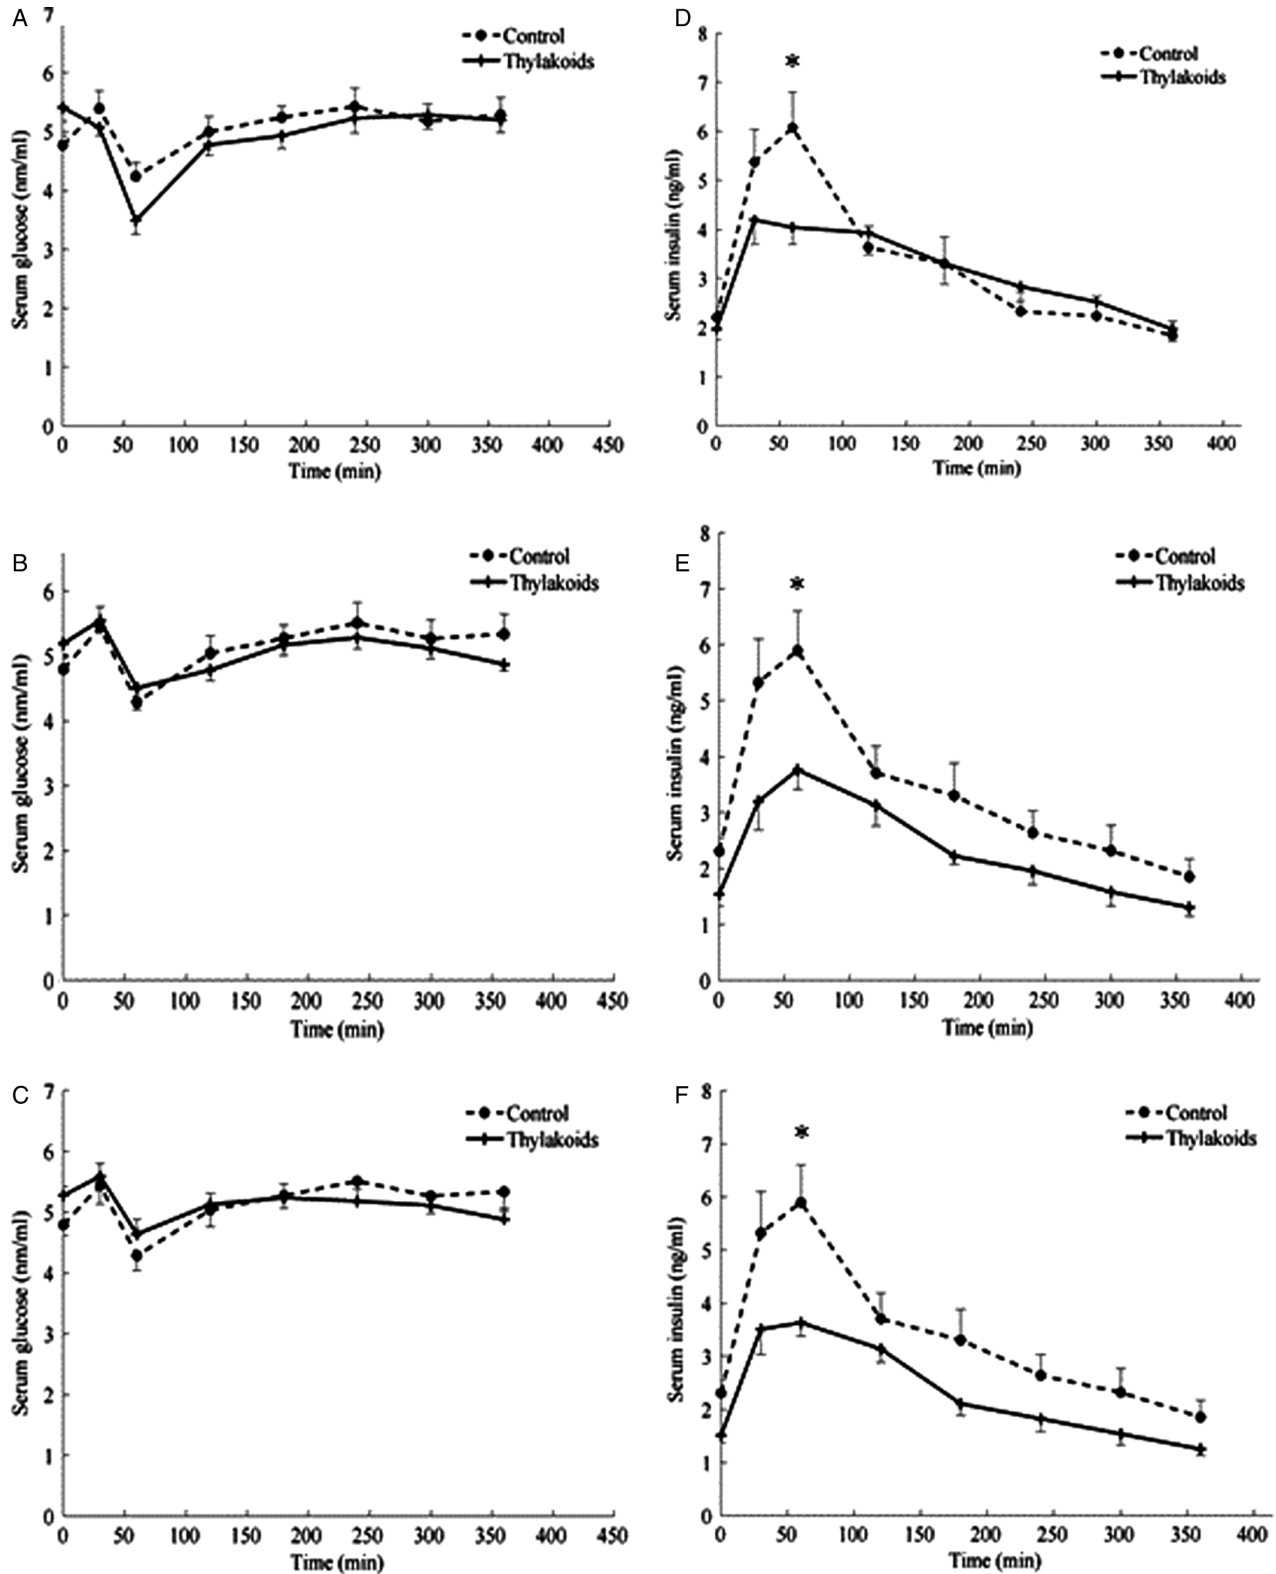 A
7
6
5
4
3
2
1
0
Serum glucose (nm/ml)
Control
Thylakoids
0 50 100 150 200 250 300 350 400 450
Time (min)
D
8
7
6
5
4
3
2
1
0
Serum insulin (ng/ml)
*
Control
Thylakoids
0 50 100 150 200 250 300 350 400
Time (min)
B
6
5
4
3
2
1
0
Serum glucose (nm/ml)
Control
Thylakoids
0 50 100 150 200 250 300 350 400 450
Time (min)
E
8
7
6
5
4
3
2
1
0
Serum insulin (ng/ml)
*
Control
Thylakoids
0 50 100 150 200 250 300 350 400
Time (min)
C
7
6
5
4
3
2
1
0
Serum glucose (nm/ml)
Control
Thylakoids
0 50 100 150 200 250 300 350 400 450
Time (min)
F
8
7
6
5
4
3
2
1
0
Serum insulin (ng/ml)
*
Control
Thylakoids
0 50 100 150 200 250 300 350 400
Time (min)